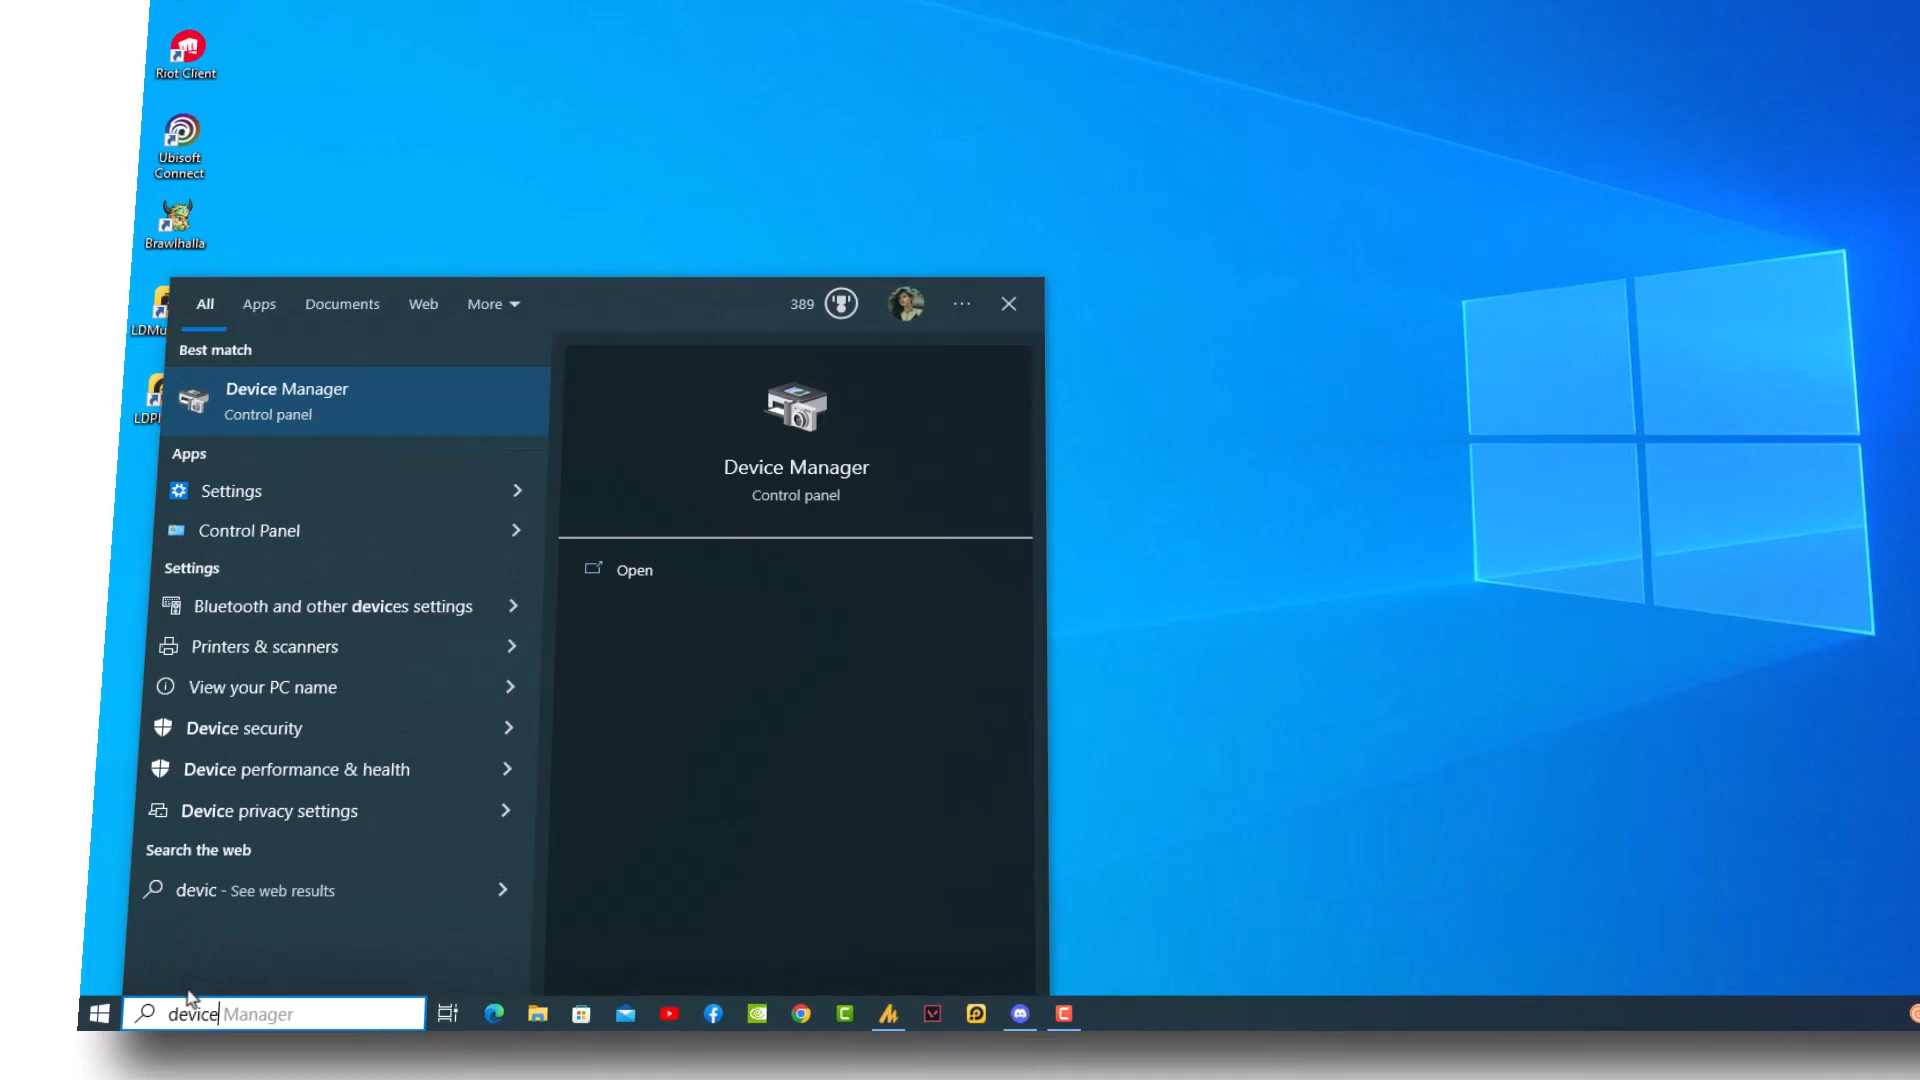 Riot Client
Ubisoft
Connect
Brawlhalla
LDMu
LDPl
All
Apps
Documents
Web
More
389
Best match
Device Manager
Control panel
Apps
Settings
Control Panel
Settings
Bluetooth and other devices settings
Printers & scanners
View your PC name
Device security
Device performance & health
Device privacy settings
Search the web
devic - See web results
Device Manager
Control panel
Open
device Manager